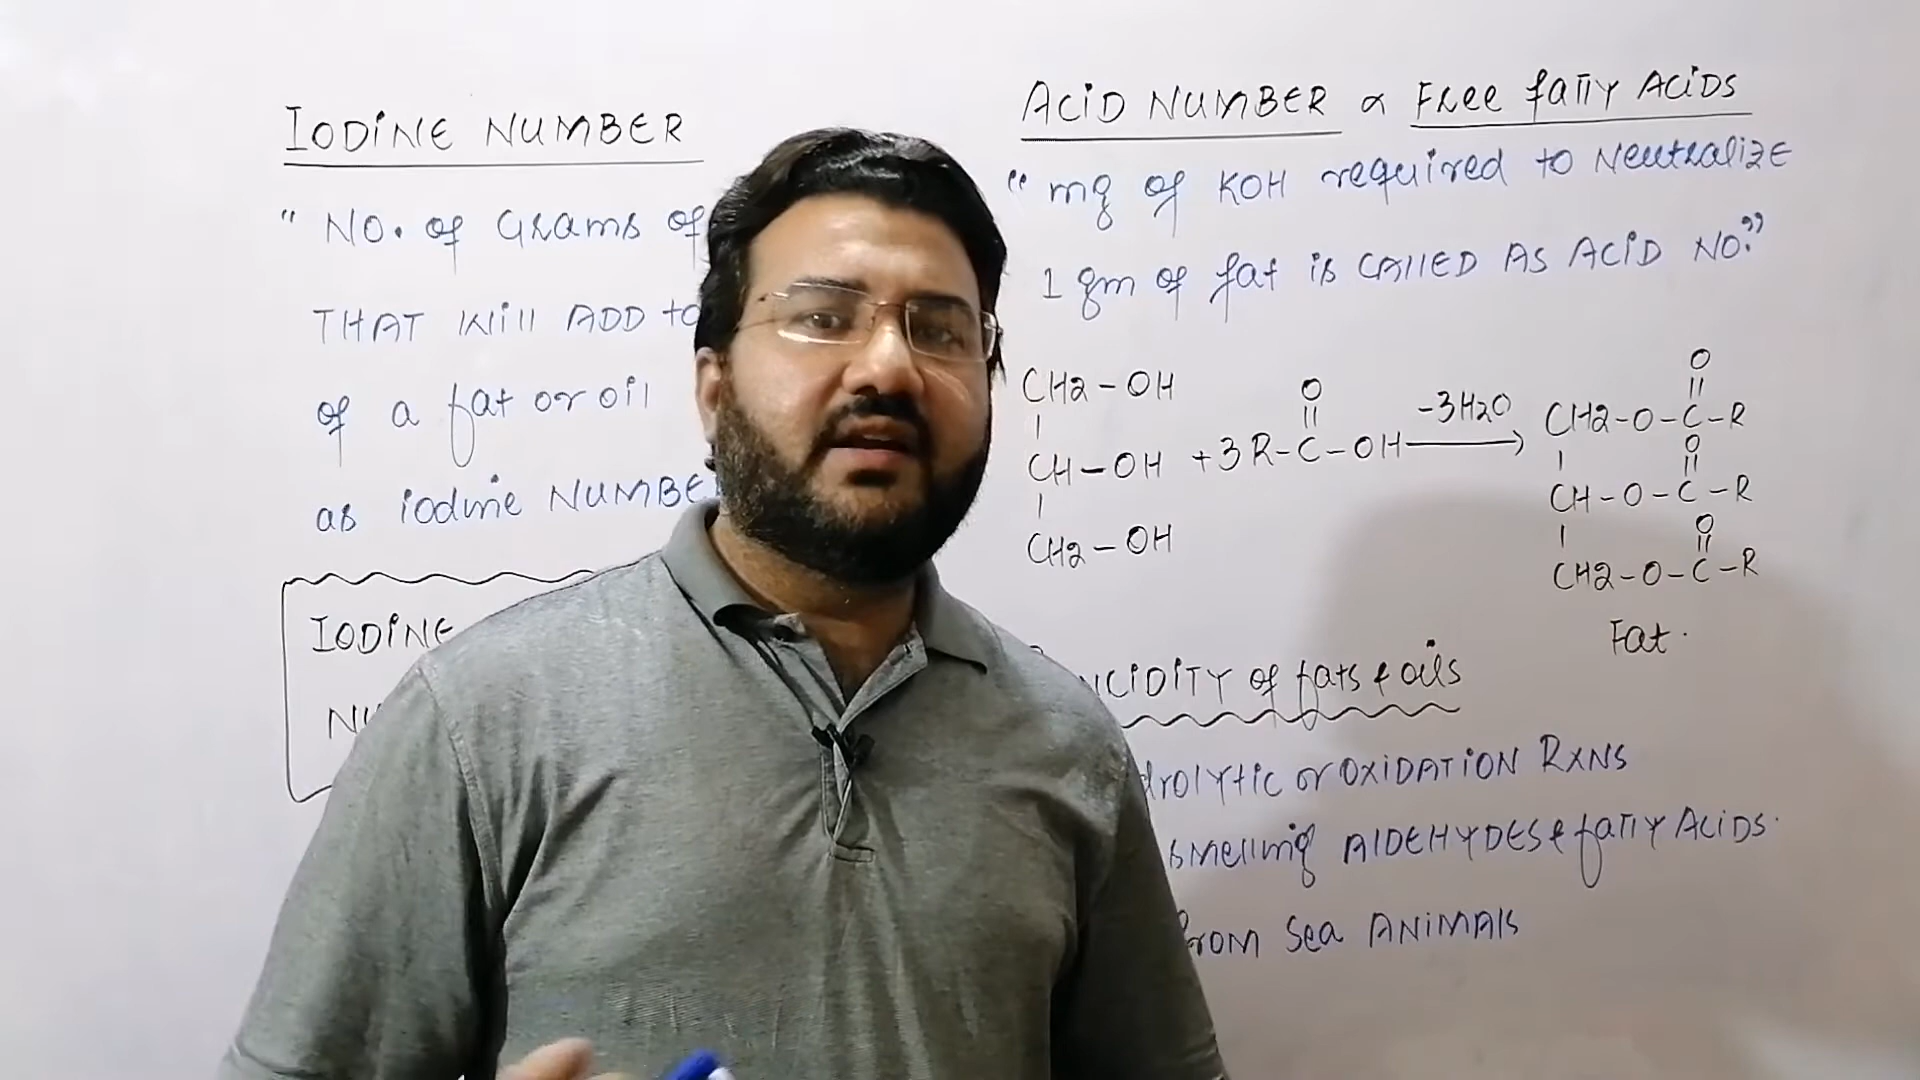 IODINE NUMBER
" NO. of Grams of
THAT Will ADD to
of a fat or oil
as iodine NUMBE
IODINE
NU
ACID NUMBER α Free fatty ACIDS
" mg of KOH required to Neutralize
1 gm of fat is CALLED AS ACID NO."
CH2-OH
CH-OH
CH2-OH
+3R-C-OH
O
-3H2O
O
CH2-O-C-R
O
CH-O-C-R
O
CH2-O-C-R
Fat.
NCIDITY of fats & oils
drolytic or OXIDATION RXNS
smelling ALDEHYDES & fatty ACIDS.
from Sea ANIMALS